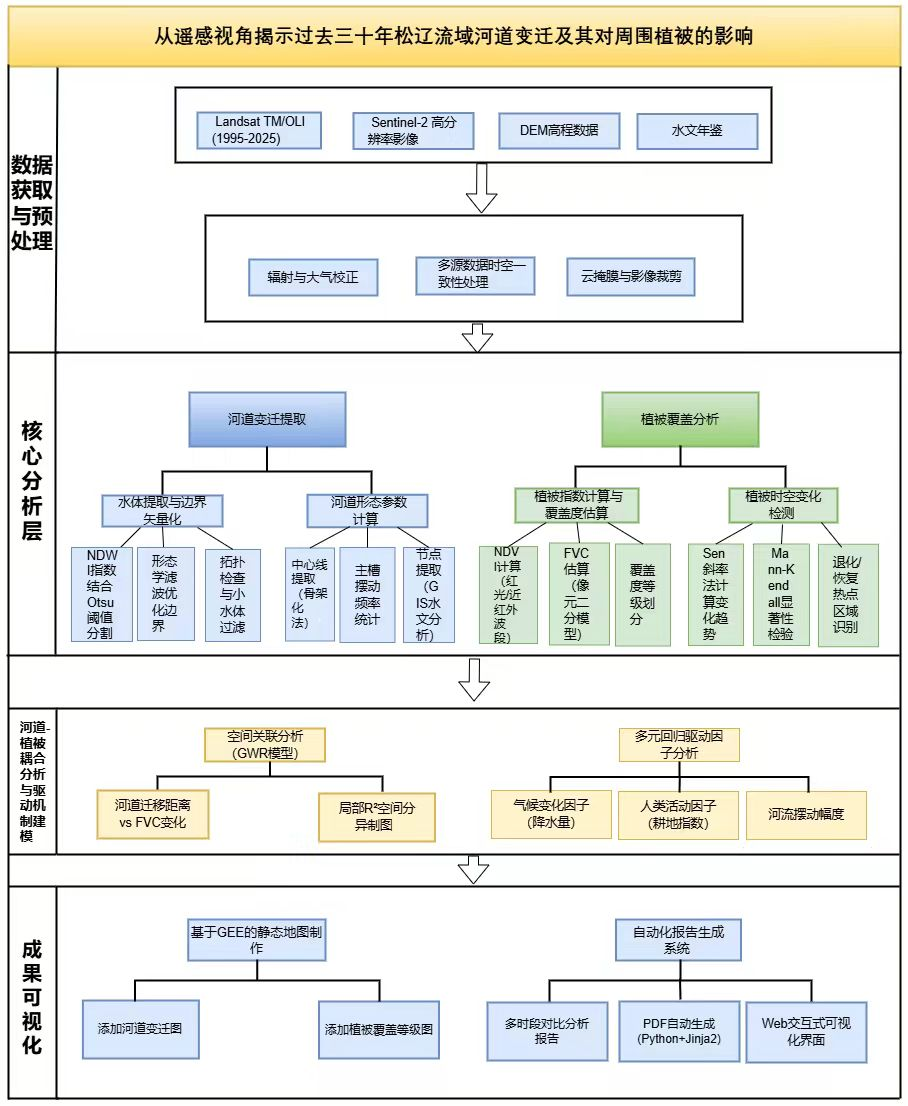 从遥感视角揭示过去三十年松辽流域河道变迁及其对周围植被的影响
数据
获取
与预
处理
Landsat TM/OLI
(1995-2025)
Sentinel-2 高分
辨率影像
DEM高程数据
水文年鉴
辐射与大气校正
多源数据时空一
致性处理
云掩膜与影像裁剪
核
心
分
析
层
河道变迁提取
植被覆盖分析
水体提取与边界
矢量化
河道形态参数
计算
植被指数计算与
覆盖度估算
植被时空变化
检测
NDW
I指数
结合
Otsu
阈值
分割
形态
学滤
波优
化边
界
拓扑
检查
与小
水体
过滤
中心线
提取
（骨架
化
法）
主槽
摆动
频率
统计
节点
提取（G
IS水
文分
析）
NDV
I计算
（红
光/近
红外
波
段）
FVC
估算
（像
元二
分模
型）
覆盖
度等
级划
分
Sen
斜率
法计
算变
化趋
势
Ma
nn-K
end
all显
著性
检验
退化/
恢复
热点
区域
识别
河道-
植被
耦合
分析
与驱
动机
制建
模
空间关联分析
（GWR模型）
多元回归驱动因
子分析
河道迁移距离
vs FVC变化
局部R²空间分
异制图
气候变化因子
（降水量）
人类活动因子
（耕地指数）
河流摆动幅度
成
果
可
视
化
基于GEE的静态地图制
作
自动化报告生成
系统
添加河道变迁图
添加植被覆盖等级图
多时段对比分析
报告
PDF自动生成
(Python+Jinja2)
Web交互式可视
化界面